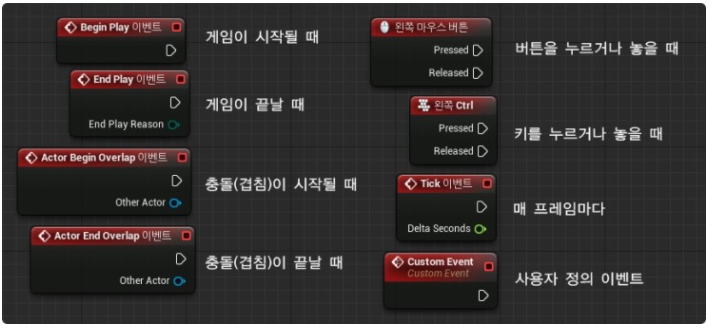 Begin Play 이벤트
게임이 시작될 때
End Play 이벤트
End Play Reason
게임이 끝날 때
Actor Begin Overlap 이벤트
Other Actor
충돌(겹침)이 시작될 때
Actor End Overlap 이벤트
Other Actor
충돌(겹침)이 끝날 때
왼쪽 마우스 버튼
Pressed
Released
버튼을 누르거나 놓을 때
왼쪽 Ctrl
Pressed
Released
키를 누르거나 놓을 때
Tick 이벤트
Delta Seconds
매 프레임마다
Custom Event
Custom Event
사용자 정의 이벤트